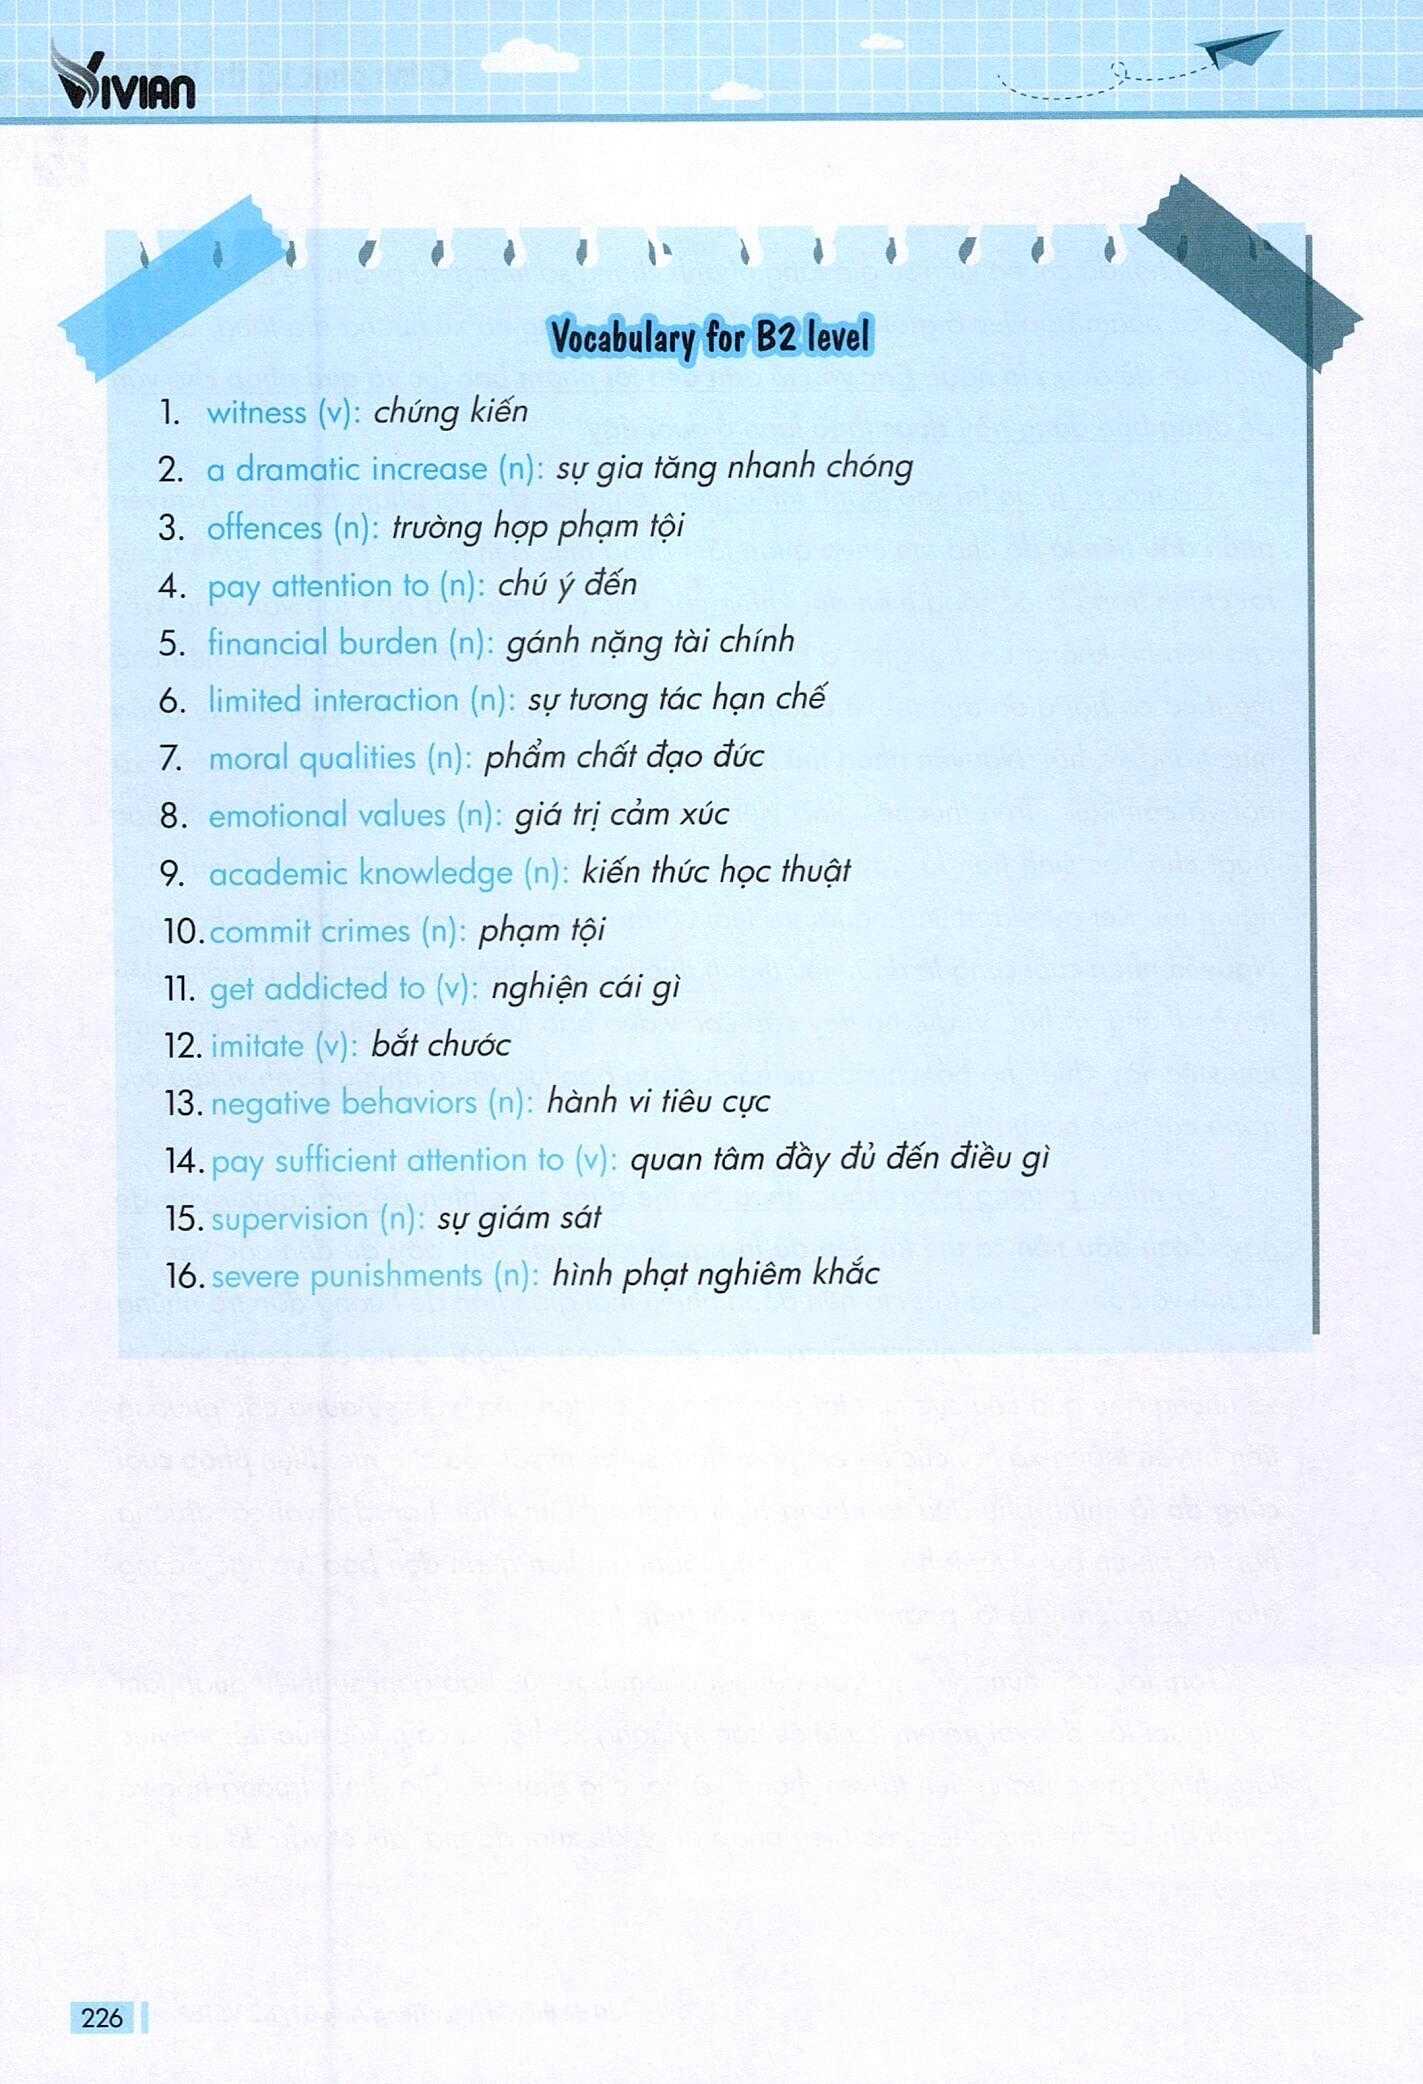 VIVIAN
Vocabulary for B2 level
1. witness (v): chứng kiến
2. a dramatic increase (n): sự gia tăng nhanh chóng
3. offences (n): trường hợp phạm tội
4. pay attention to (n): chú ý đến
5. financial burden (n): gánh nặng tài chính
6. limited interaction (n): sự tương tác hạn chế
7. moral qualities (n): phẩm chất đạo đức
8. emotional values (n): giá trị cảm xúc
9. academic knowledge (n): kiến thức học thuật
10. commit crimes (n): phạm tội
11. get addicted to (v): nghiện cái gì
12. imitate (v): bắt chước
13. negative behaviors (n): hành vi tiêu cực
14. pay sufficient attention to (v): quan tâm đầy đủ đến điều gì
15. supervision (n): sự giám sát
16. severe punishments (n): hình phạt nghiêm khắc
226